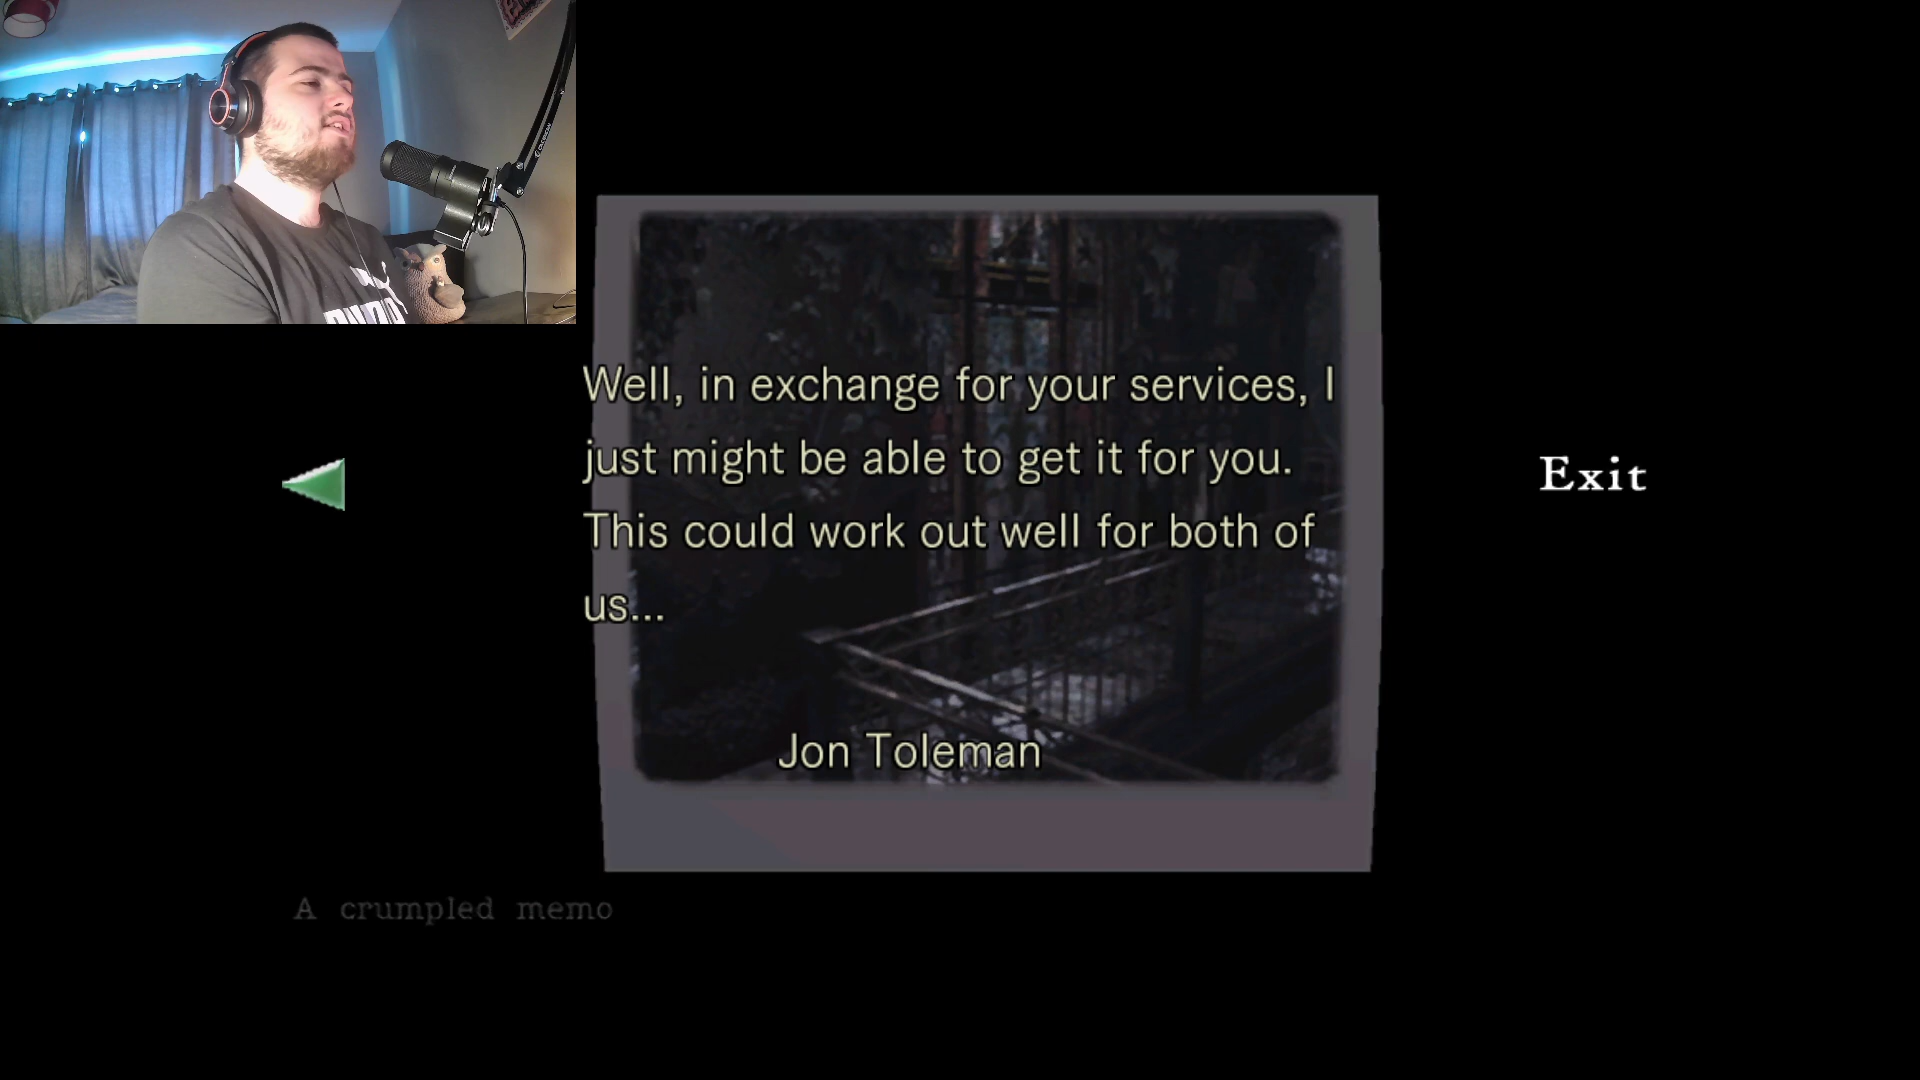 Well, in exchange for your services, I
just might be able to get it for you.
This could work out well for both of
us...
Jon Toleman
Exit
A crumpled memo